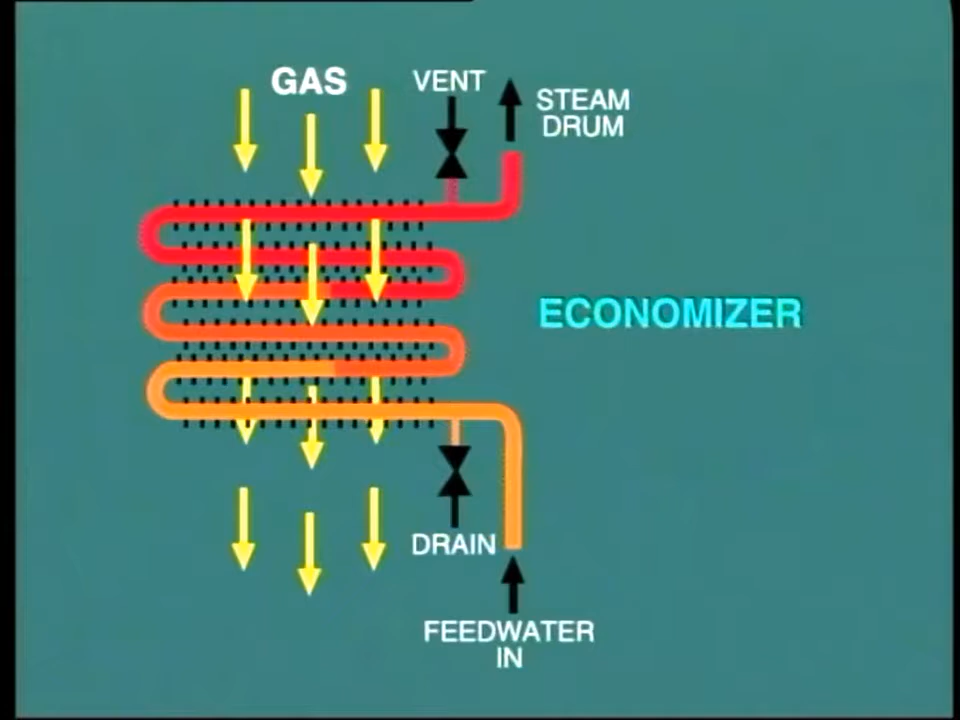 GAS
VENT
STEAM
DRUM
ECONOMIZER
DRAIN
FEEDWATER
IN